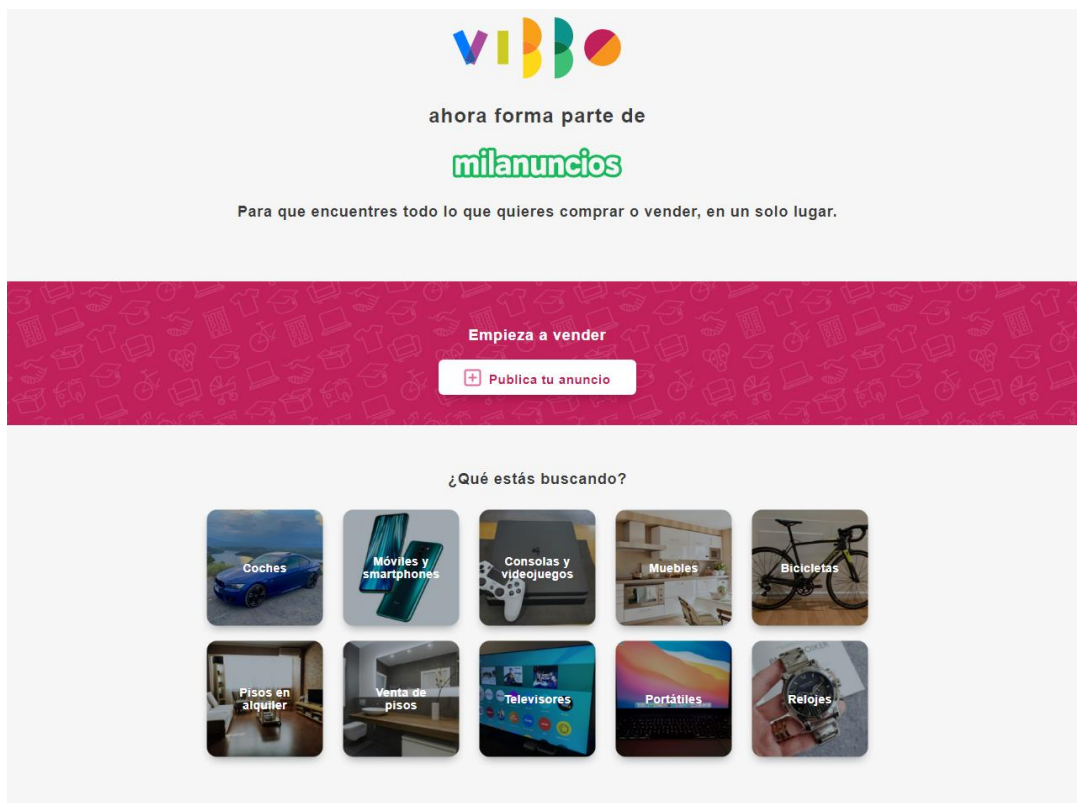 VIBBO
ahora forma parte de
milanuncios
Para que encuentres todo lo que quieres comprar o vender, en un solo lugar.
Empieza a vender
Publica tu anuncio
¿Qué estás buscando?
Coches
Móviles y
smartphones
Consolas y
videojuegos
Muebles
Bicicletas
Pisos en
alquiler
Venta de
pisos
Televisores
Portátiles
Relojes